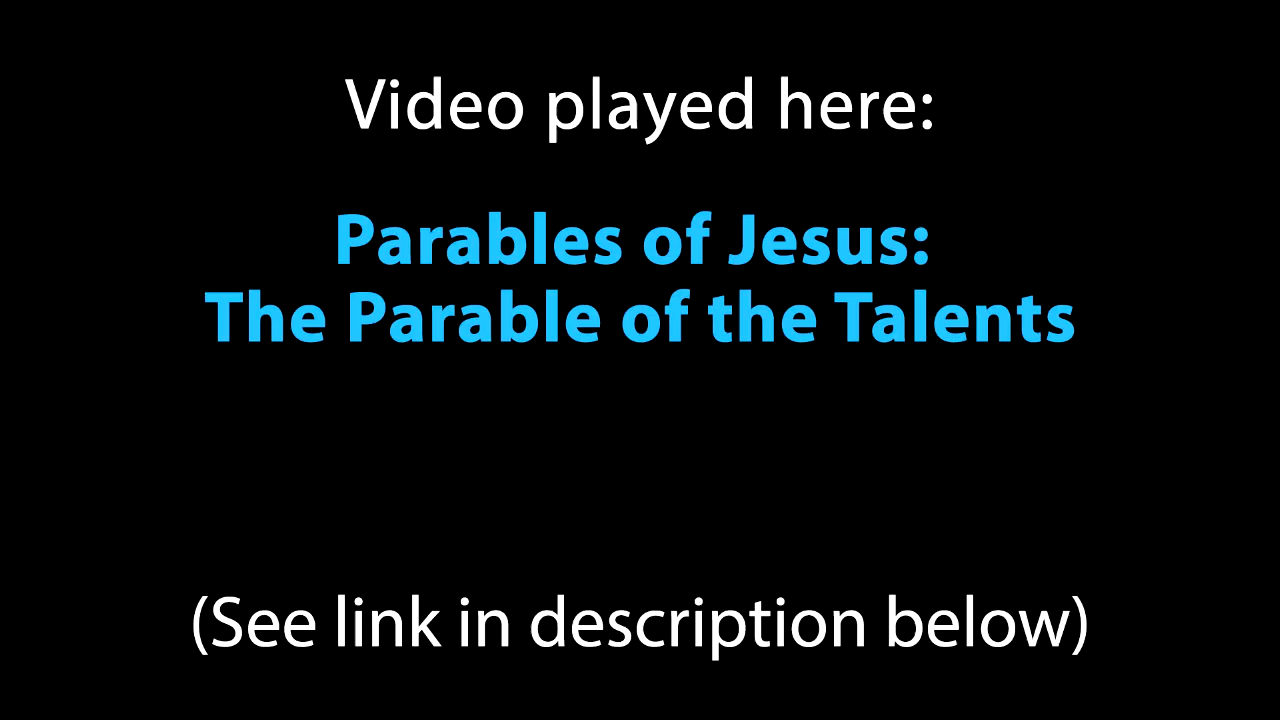 Video played here:
Parables of Jesus:
The Parable of the Talents
(See link in description below)